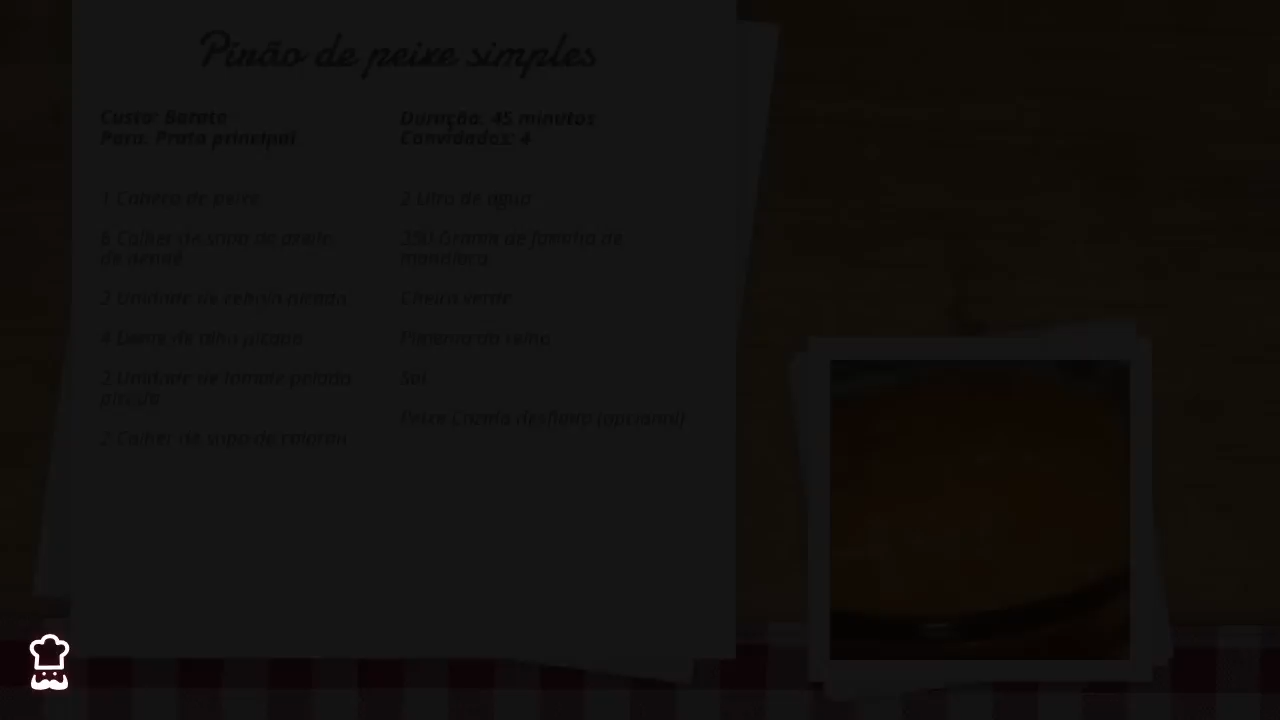 Pirão de peixe simples
Custo: Barato
Para: Prato principal
Duração: 45 minutos
Convidados: 4
1 Cabeça de peixe
8 Colher de sopa de azeite
de dendê
2 Unidade de cebola picada
4 Dente de alho picado
2 Unidade de tomate pelado
picado
2 Colher de sopa de colorau
2 Litro de água
250 Grama de farinha de
mandioca
Cheiro verde
Pimenta do reino
Sal
Peixe Cozido desfiado (opcional)